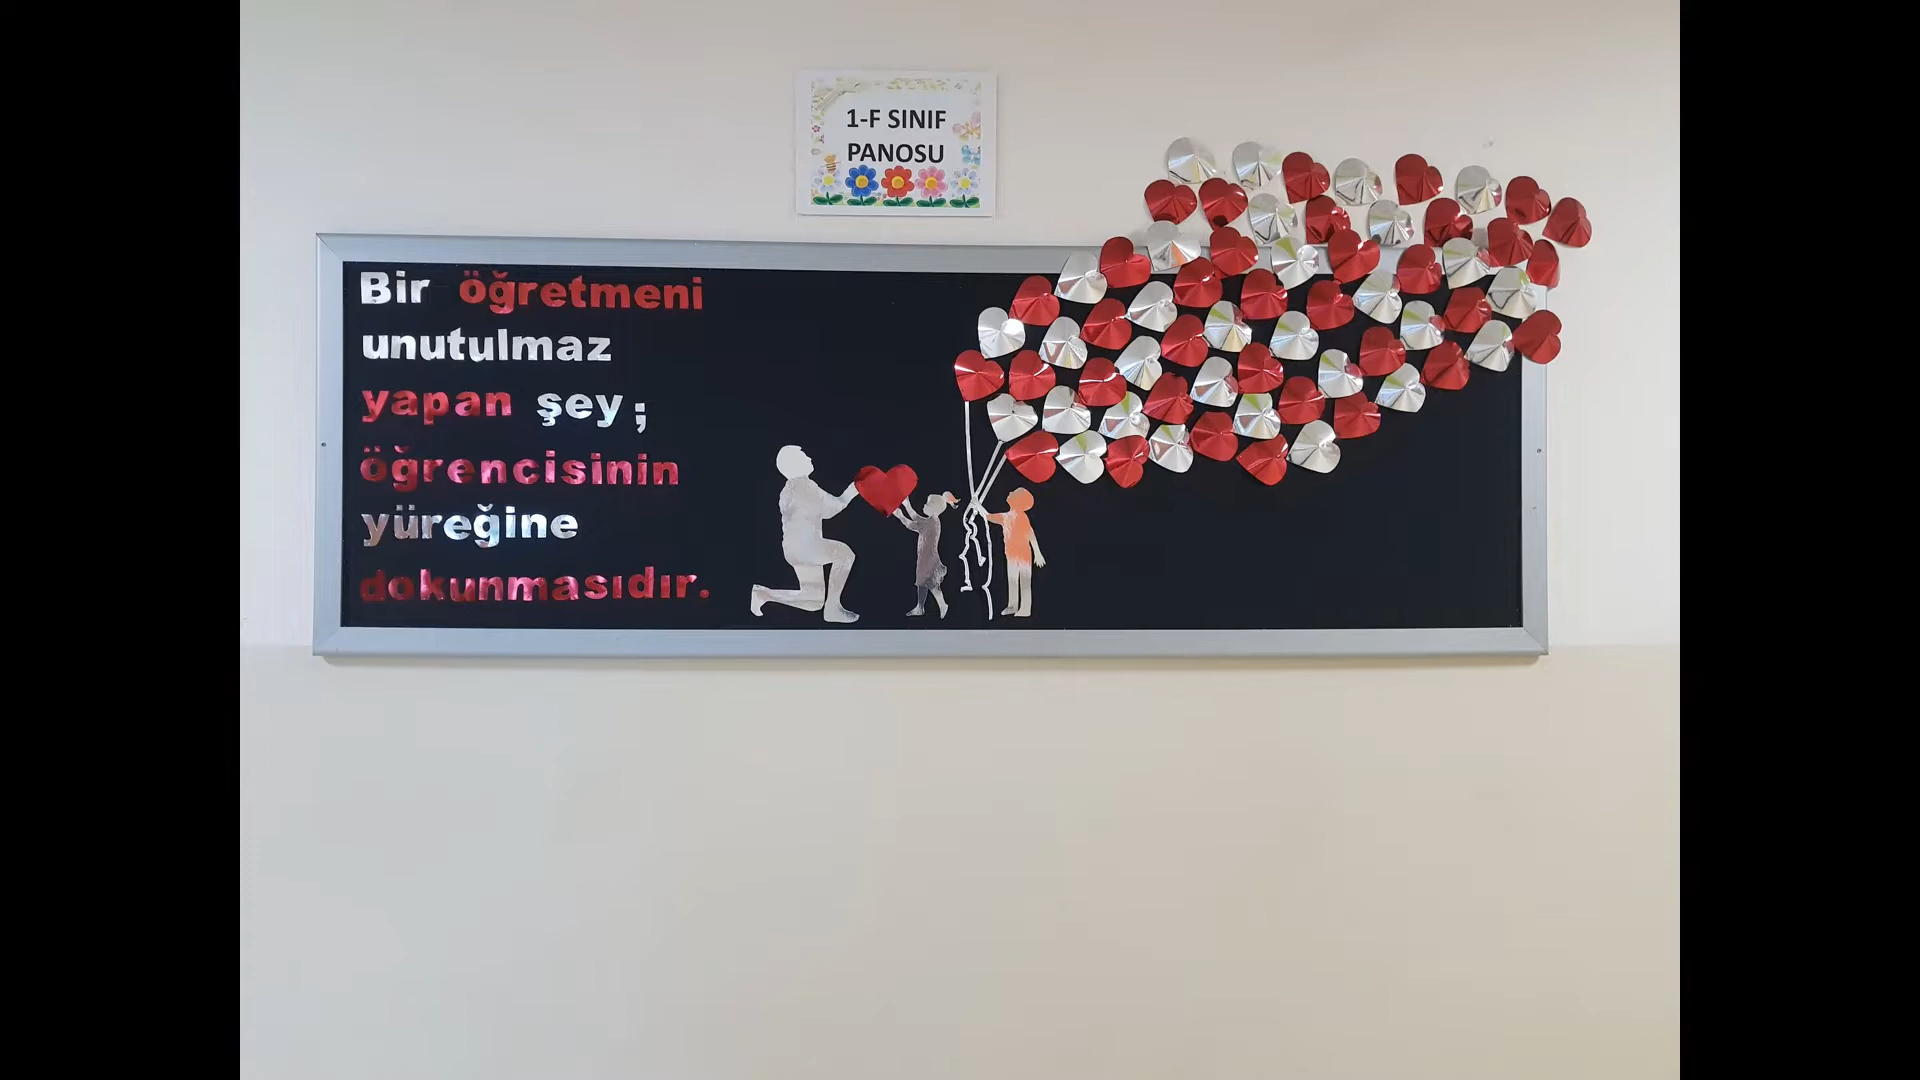 1-F SINIF
PANOSU
Bir öğretmeni
unutulmaz
yapan şey;
öğrencisinin
yüreğine
dokunmasıdır.